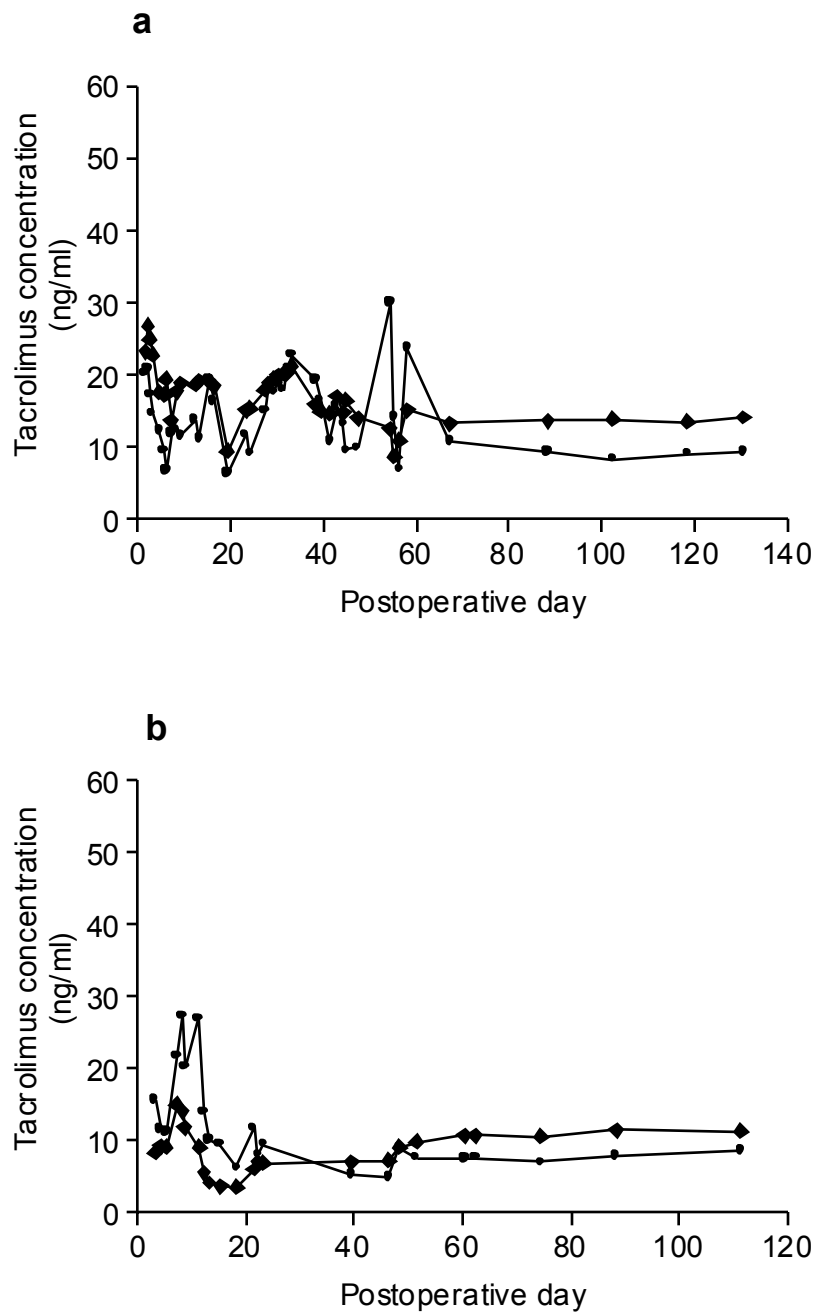 a
60
50
40
30
20
10
0
Tacrolimus concentration
(ng/ml)
0 20 40 60 80 100 120 140
Postoperative day
b
60
50
40
30
20
10
0
Tacrolimus concentration
(ng/ml)
0 20 40 60 80 100 120
Postoperative day